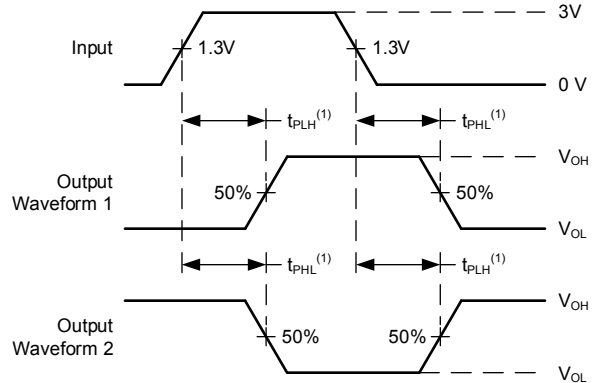 3V
Input
1.3V
1.3V
0 V
tPLH(1)
tPHL(1)
VOH
Output
Waveform 1
50%
50%
VOL
tPHL(1)
tPLH(1)
VOH
Output
Waveform 2
50%
50%
VOL